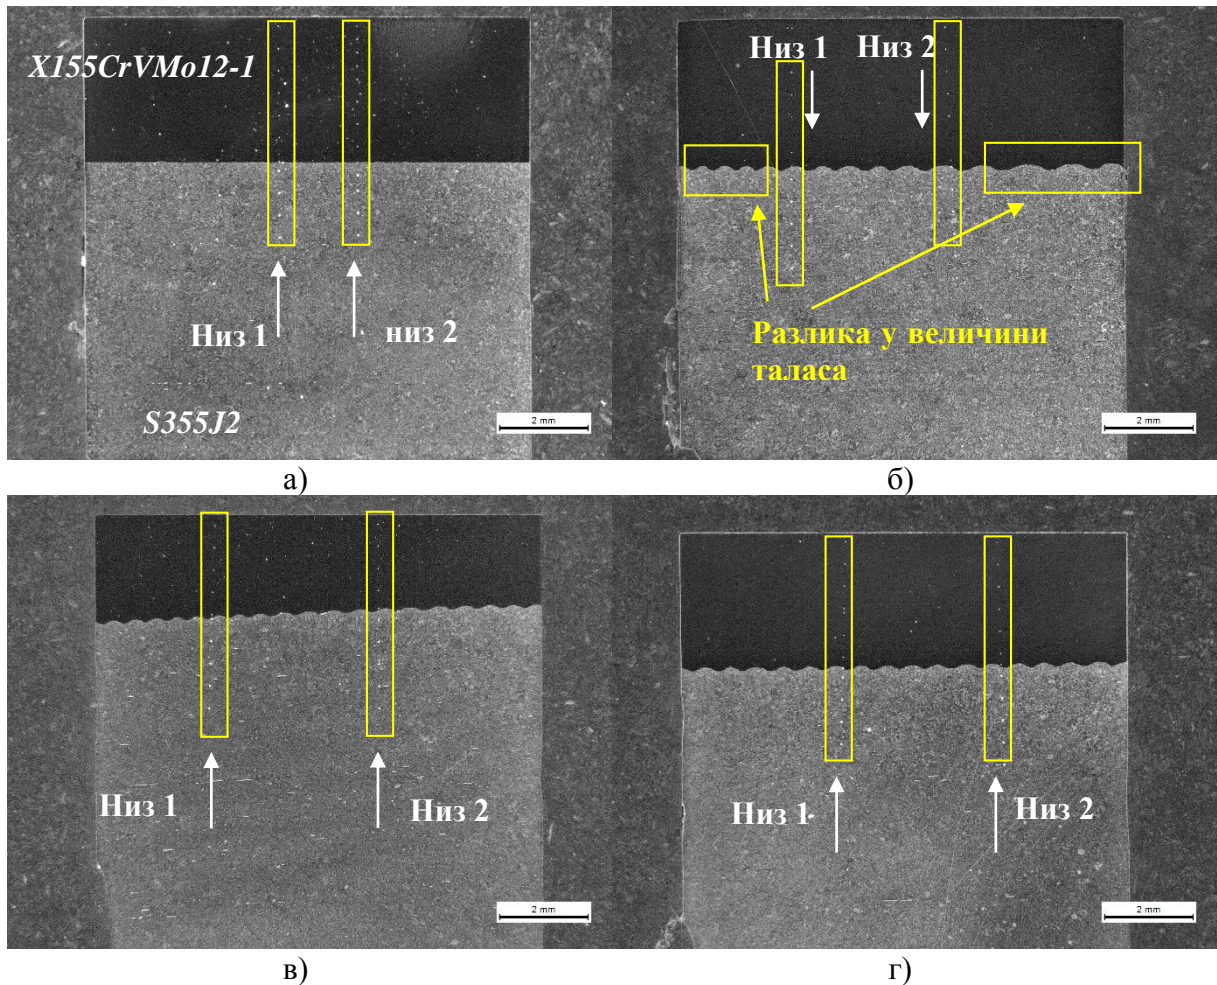 X155CrVMo12-1
Низ 1
низ 2
S355J2
2 mm
а)
Низ 1
Низ 2
Разлика у величини
таласа
2 mm
б)
Низ 1
Низ 2
2 mm
в)
Низ 1
Низ 2
2 mm
г)